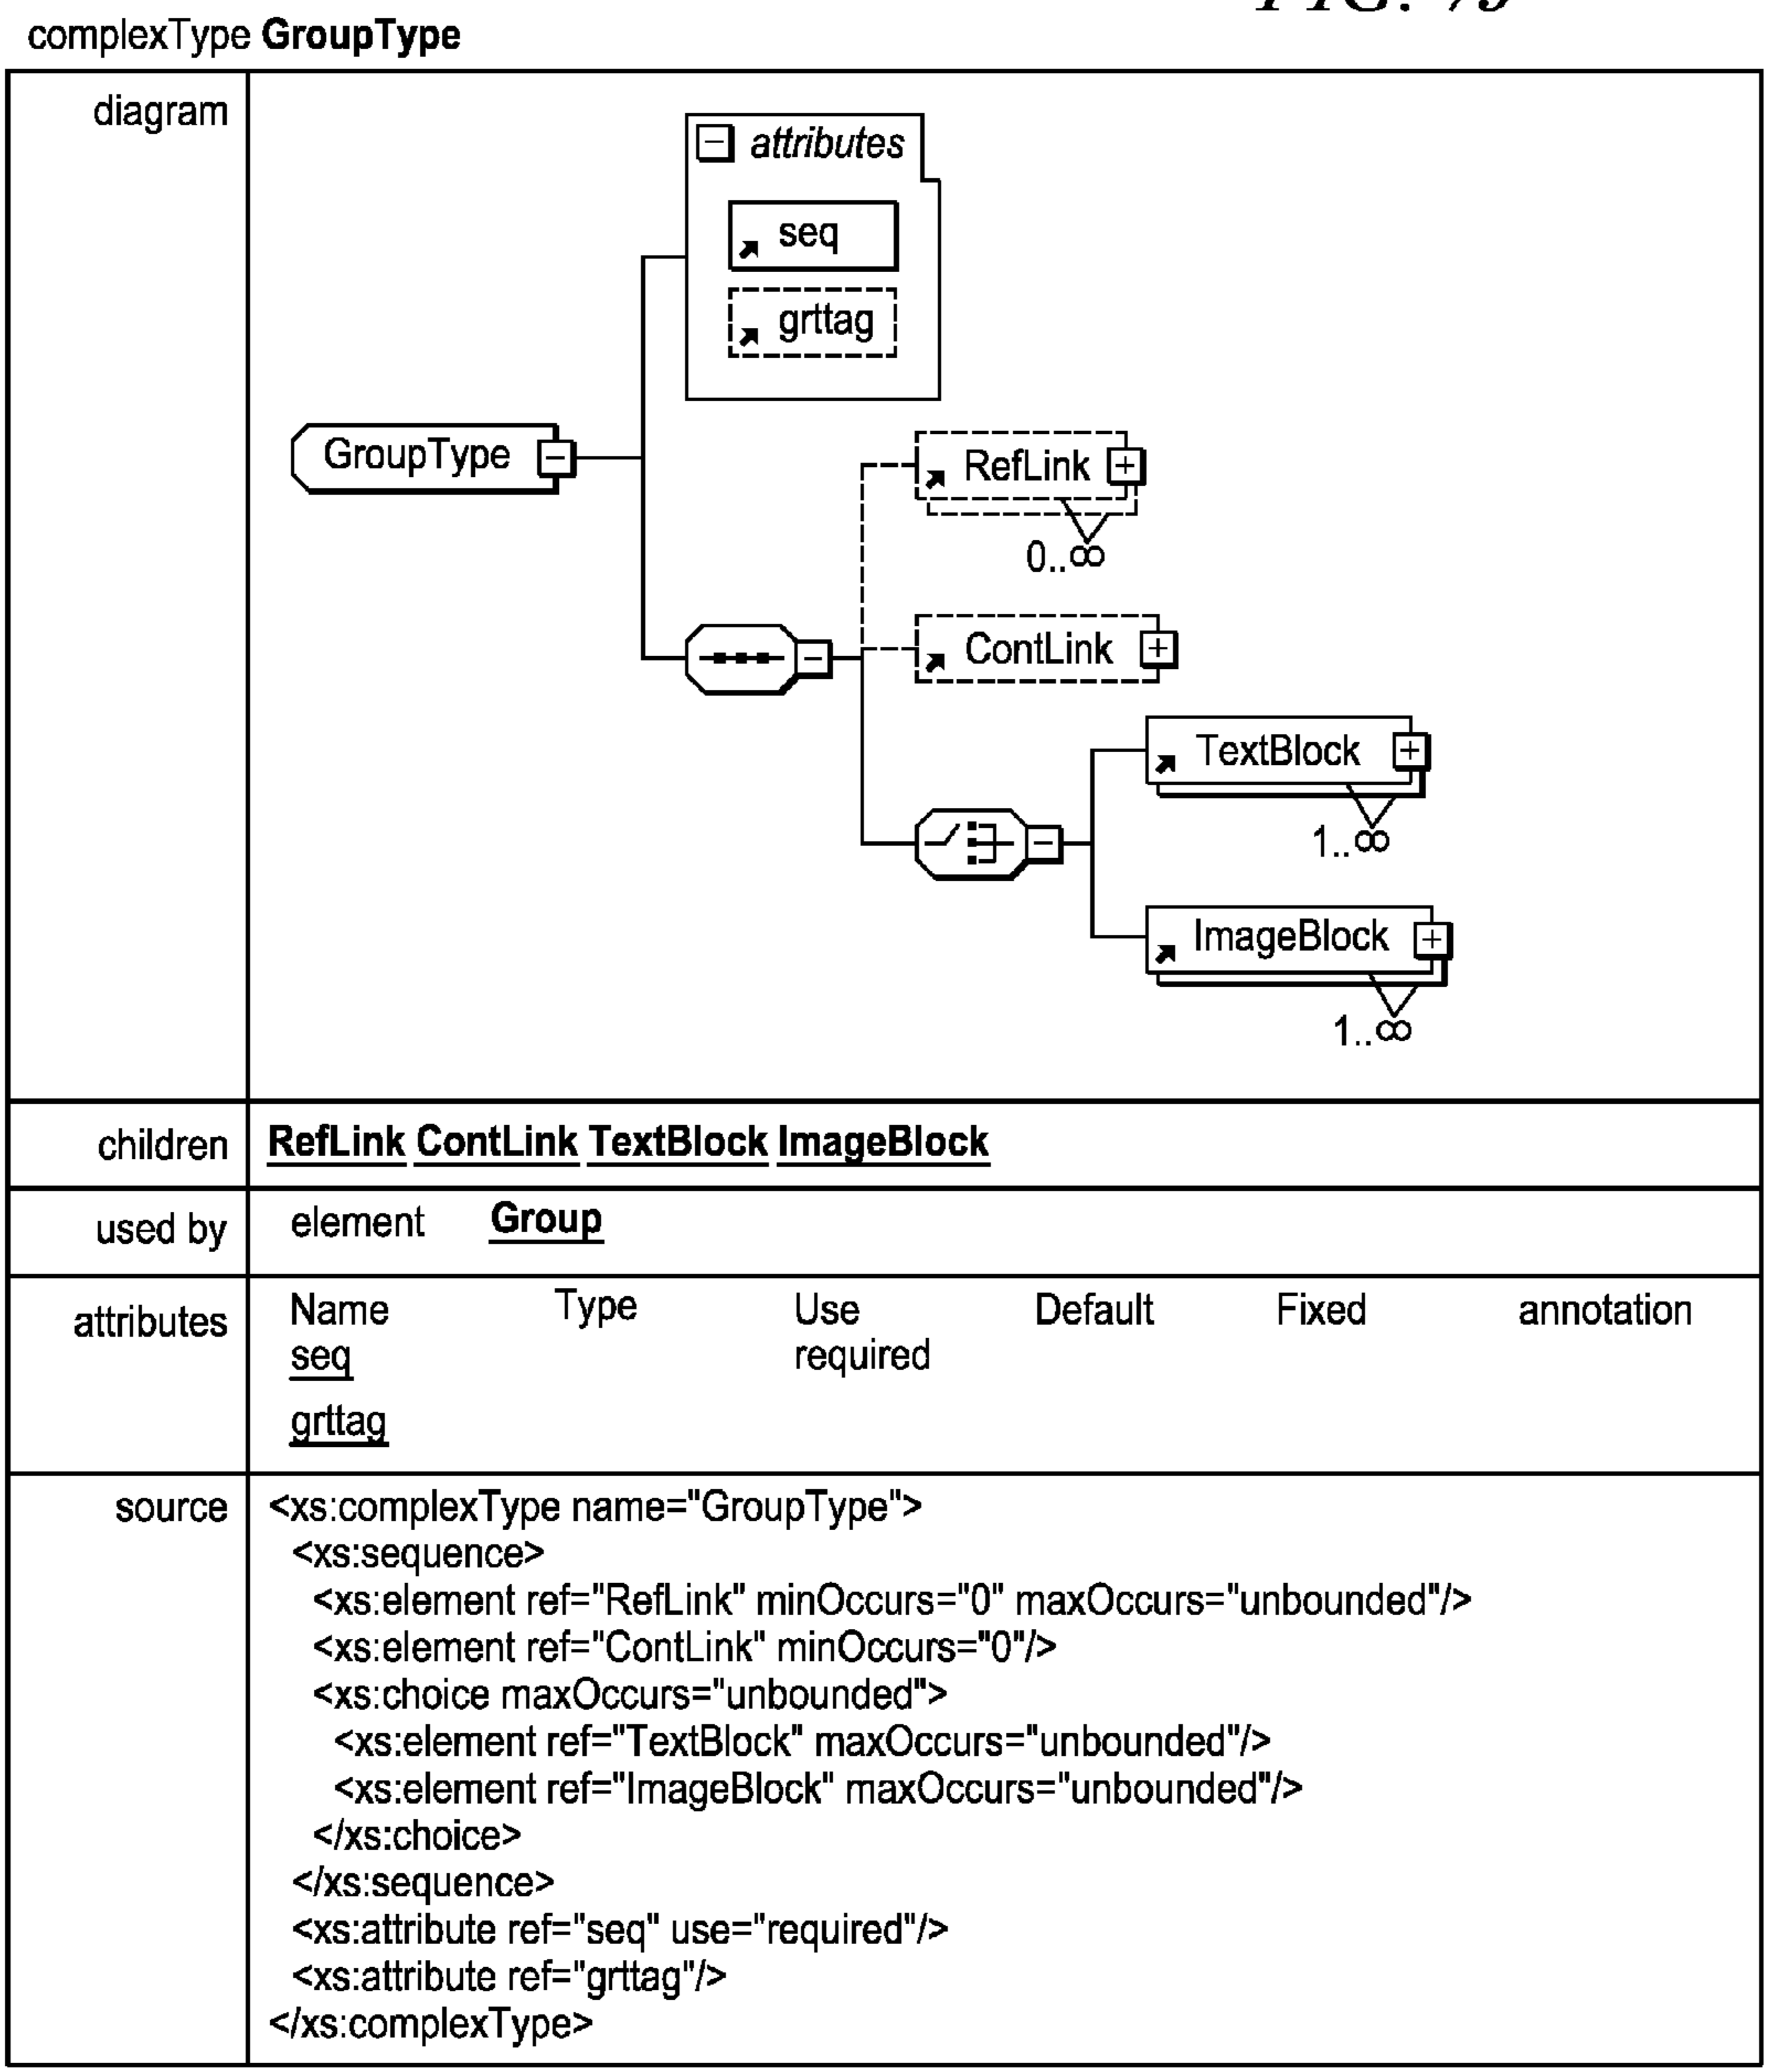 complexType GroupType
diagram
attributes
seq
grttag
GroupType
RefLink
0..∞
ContLink
TextBlock
1..∞
ImageBlock
1..∞
children RefLink ContLink TextBlock ImageBlock
used by element Group
attributes Name Type Use Default Fixed annotation
seq required
grttag
source <xs:complexType name="GroupType">
<xs:sequence>
<xs:element ref="RefLink" minOccurs="0" maxOccurs="unbounded"/>
<xs:element ref="ContLink" minOccurs="0"/>
<xs:choice maxOccurs="unbounded">
<xs:element ref="TextBlock" maxOccurs="unbounded"/>
<xs:element ref="ImageBlock" maxOccurs="unbounded"/>
</xs:choice>
</xs:sequence>
<xs:attribute ref="seq" use="required"/>
<xs:attribute ref="grttag"/>
</xs:complexType>